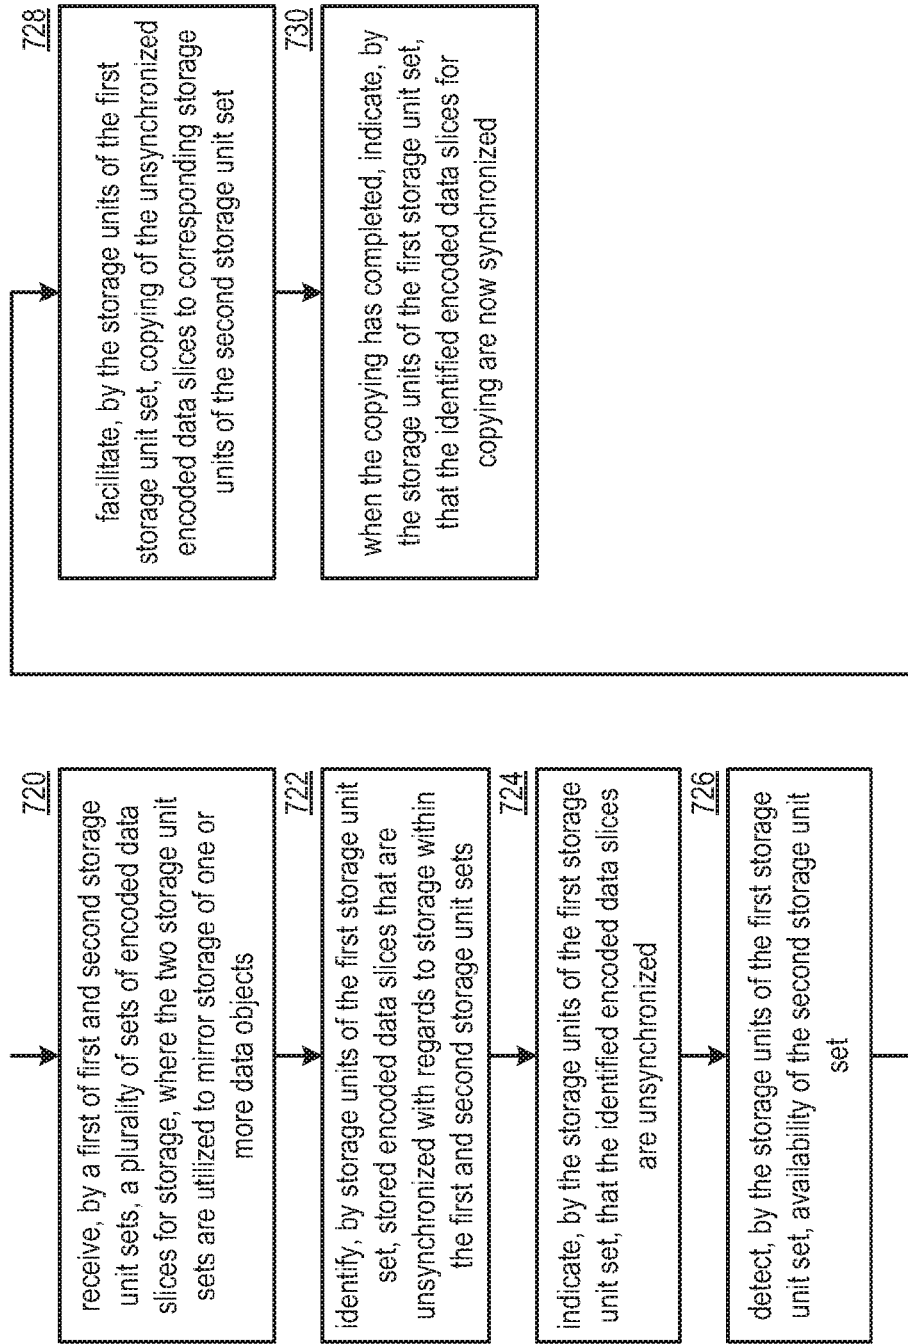 720
receive, by a first of first and second storage
unit sets, a plurality of sets of encoded data
slices for storage, where the two storage unit
sets are utilized to mirror storage of one or
more data objects
722
identify, by storage units of the first storage unit
set, stored encoded data slices that are
unsynchronized with regards to storage within
the first and second storage unit sets
724
indicate, by the storage units of the first storage
unit set, that the identified encoded data slices
are unsynchronized
726
detect, by the storage units of the first storage
unit set, availability of the second storage unit
set
728
facilitate, by the storage units of the first
storage unit set, copying of the unsynchronized
encoded data slices to corresponding storage
units of the second storage unit set
730
when the copying has completed, indicate, by
the storage units of the first storage unit set,
that the identified encoded data slices for
copying are now synchronized